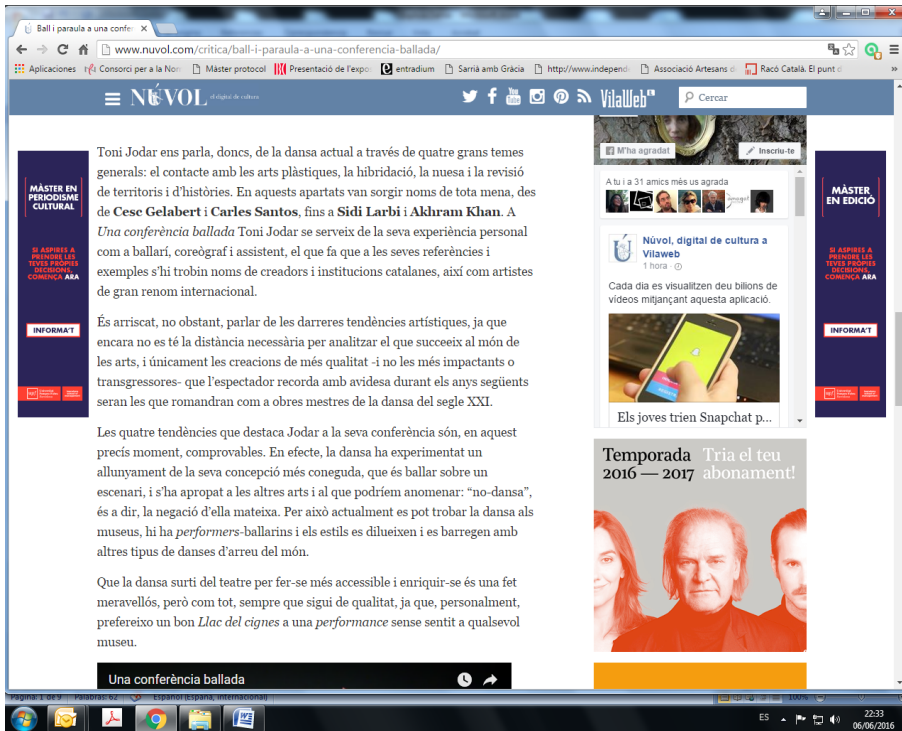 Ball i paraula a una confer
www.nuvol.com/critica/ball-i-paraula-a-una-conferencia-ballada/
Aplicaciones
Consorci per a la Nor
Màster protocol
Presentació de l'expo
entradium
Sarrià amb Gràcia
http://www.independ
Associació Artesans d
Racó Català. El punt d
»
NÚVOL el digital de cultura
VilaWeb
Cercar
MÀSTER EN
PERIODISME
CULTURAL
SI ASPIRES A
PRENDRE LES
TEVES PRÒPIES
DECISIONS,
COMENÇA ARA
INFORMA'T
Toni Jodar ens parla, doncs, de la dansa actual a través de quatre grans temes
generals: el contacte amb les arts plàstiques, la hibridació, la nuesa i la revisió
de territoris i d'històries. En aquests apartats van sorgir noms de tota mena, des
de Cesc Gelabert i Carles Santos, fins a Sidi Larbi i Akhram Khan. A
Una conferència ballada Toni Jodar se serveix de la seva experiència personal
com a ballarí, coreògraf i assistent, el que fa que a les seves referències i
exemples s'hi trobin noms de creadors i institucions catalanes, així com artistes
de gran renom internacional.
És arriscat, no obstant, parlar de les darreres tendències artístiques, ja que
encara no es té la distància necessària per analitzar el que succeeix al món de
les arts, i únicament les creacions de més qualitat -i no les més impactants o
transgressores- que l'espectador recorda amb avidesa durant els anys següents
seran les que romandran com a obres mestres de la dansa del segle XXI.
Les quatre tendències que destaca Jodar a la seva conferència són, en aquest
precís moment, comprovables. En efecte, la dansa ha experimentat un
allunyament de la seva concepció més coneguda, que és ballar sobre un
escenari, i s'ha apropat a les altres arts i al que podríem anomenar: “no-dansa”,
és a dir, la negació d'ella mateixa. Per això actualment es pot trobar la dansa als
museus, hi ha performers-ballarins i els estils es dilueixen i es barregen amb
altres tipus de danses d'arreu del món.
Que la dansa surti del teatre per fer-se més accessible i enriquir-se és una fet
meravellós, però com tot, sempre que sigui de qualitat, ja que, personalment,
prefereixo un bon Llac del cignes a una performance sense sentit a qualsevol
museu.
Una conferència ballada
M'ha agradat
Inscriu-te
A tu i a 31 amics més us agrada
Núvol, digital de cultura a
Vilaweb
1 hora ·
Cada dia es visualitzen deu bilions de
vídeos mitjançant aquesta aplicació.
Els joves trien Snapchat p...
Temporada Tria el teu
2016 — 2017 abonament!
MÀSTER
EN EDICIÓ
SI ASPIRES A
PRENDRE LES
TEVES PRÒPIES
DECISIONS,
COMENÇA ARA
INFORMA'T
Página: 1 de 9 Palabras: 62 Español (España, internacional) 100%
ES 22:33
06/06/2016